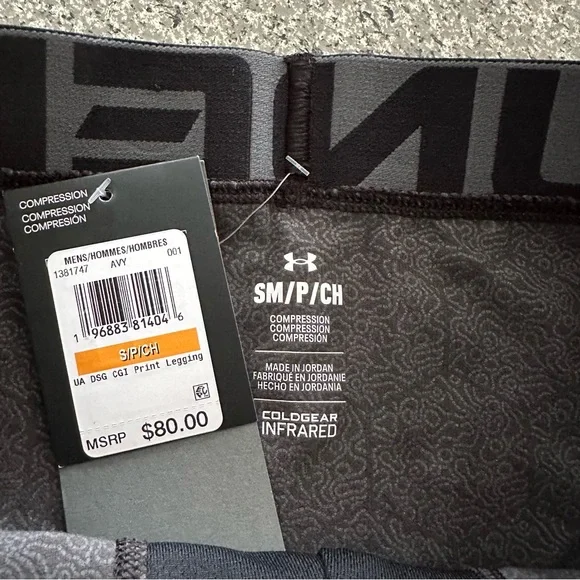 COMPRESSION
COMPRESSION
COMPRESIÓN
MENS/HOMMES/HOMBRES
1381747 AVY 001
1 96883 81404 6
S/P/CH
UA DSG CGI Print Legging
MSRP $80.00
SM/P/CH
COMPRESSION
COMPRESSION
COMPRESIÓN
MADE IN JORDAN
FABRIQUÉ EN JORDANIE
HECHO EN JORDANIA
COLDGEAR
INFRARED